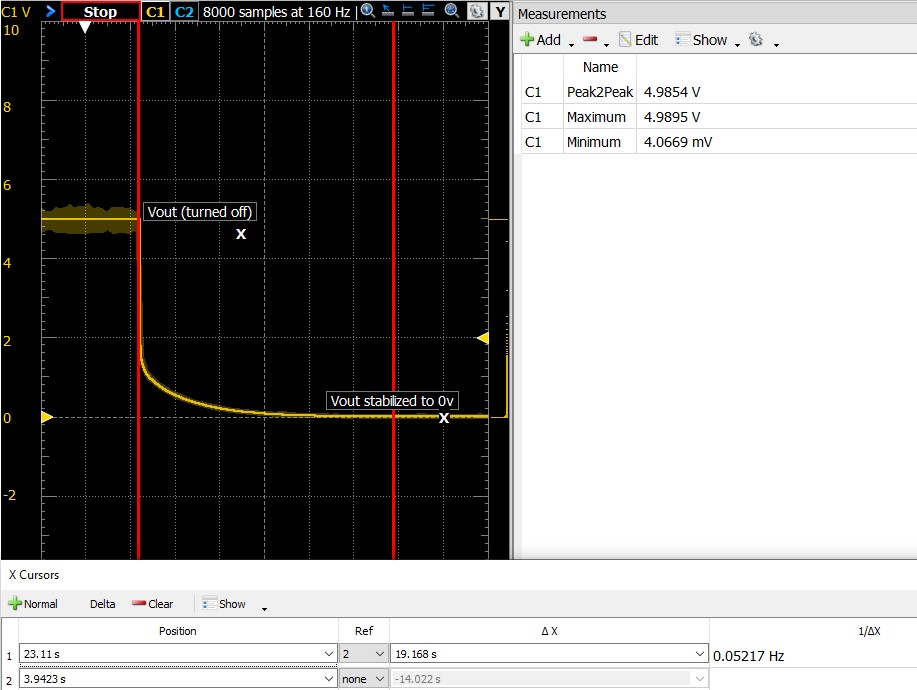 C1 V Stop C1 C2 8000 samples at 160 Hz Y
10
8
6
4
2
0
-2
Vout (turned off)
X
Vout stabilized to 0v
X
Measurements
Add Edit Show
Name
C1 Peak2Peak 4.9854 V
C1 Maximum 4.9895 V
C1 Minimum 4.0669 mV
X Cursors
Normal Delta Clear Show
Position Ref Δ X 1/ΔX
1 23.11 s 2 19.168 s 0.05217 Hz
2 3.9423 s none -14.022 s